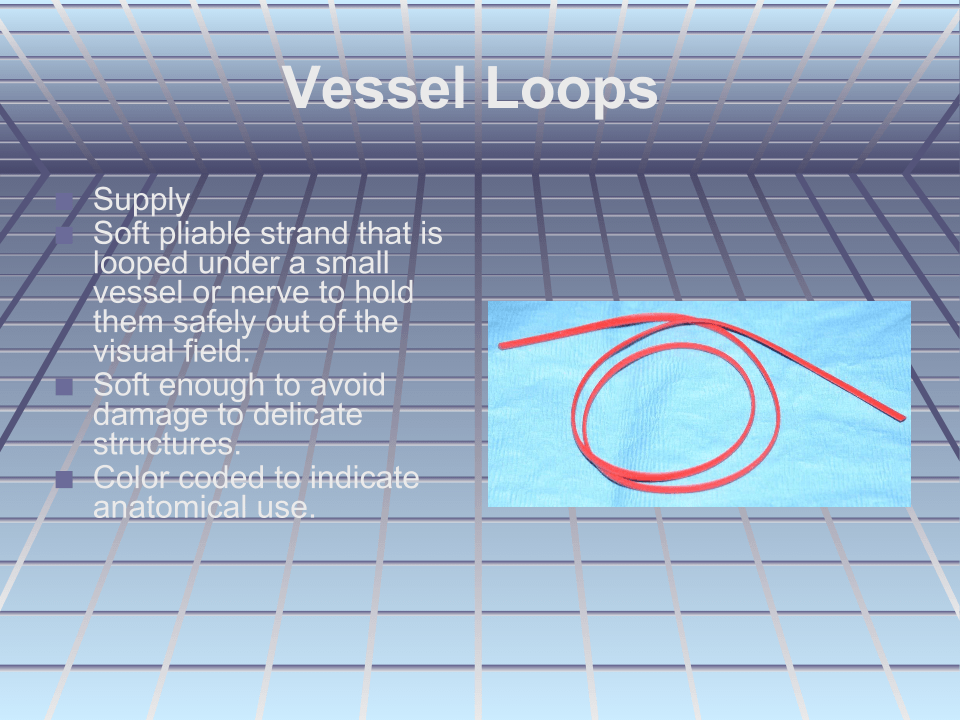 Vessel Loops
Supply
Soft pliable strand that is
looped under a small
vessel or nerve to hold
them safely out of the
visual field.
Soft enough to avoid
damage to delicate
structures.
Color coded to indicate
anatomical use.